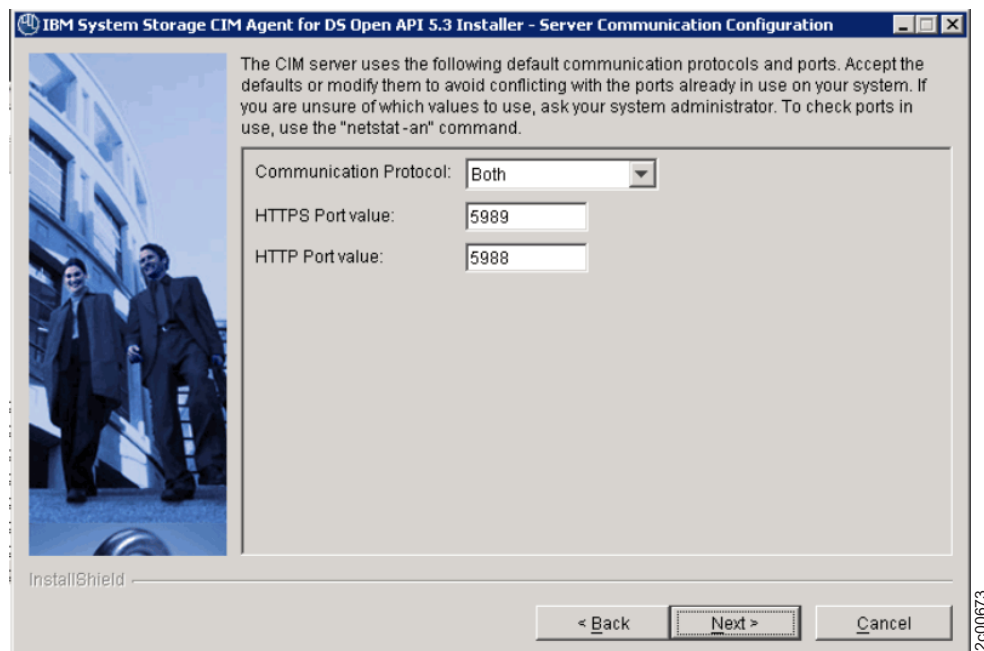 IBM System Storage CIM Agent for DS Open API 5.3 Installer - Server Communication Configuration
The CIM server uses the following default communication protocols and ports. Accept the
defaults or modify them to avoid conflicting with the ports already in use on your system. If
you are unsure of which values to use, ask your system administrator. To check ports in
use, use the "netstat -an" command.
Communication Protocol: Both
HTTPS Port value: 5989
HTTP Port value: 5988
InstallShield
< Back Next > Cancel
2c00673